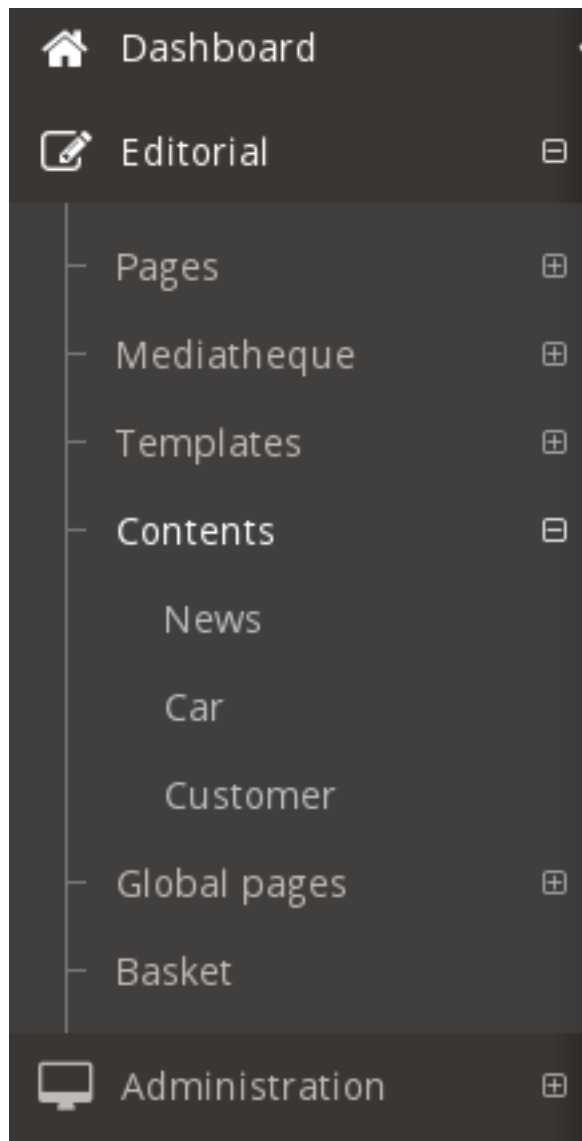 Dashboard
Editorial
Pages
Mediatheque
Templates
Contents
News
Car
Customer
Global pages
Basket
Administration